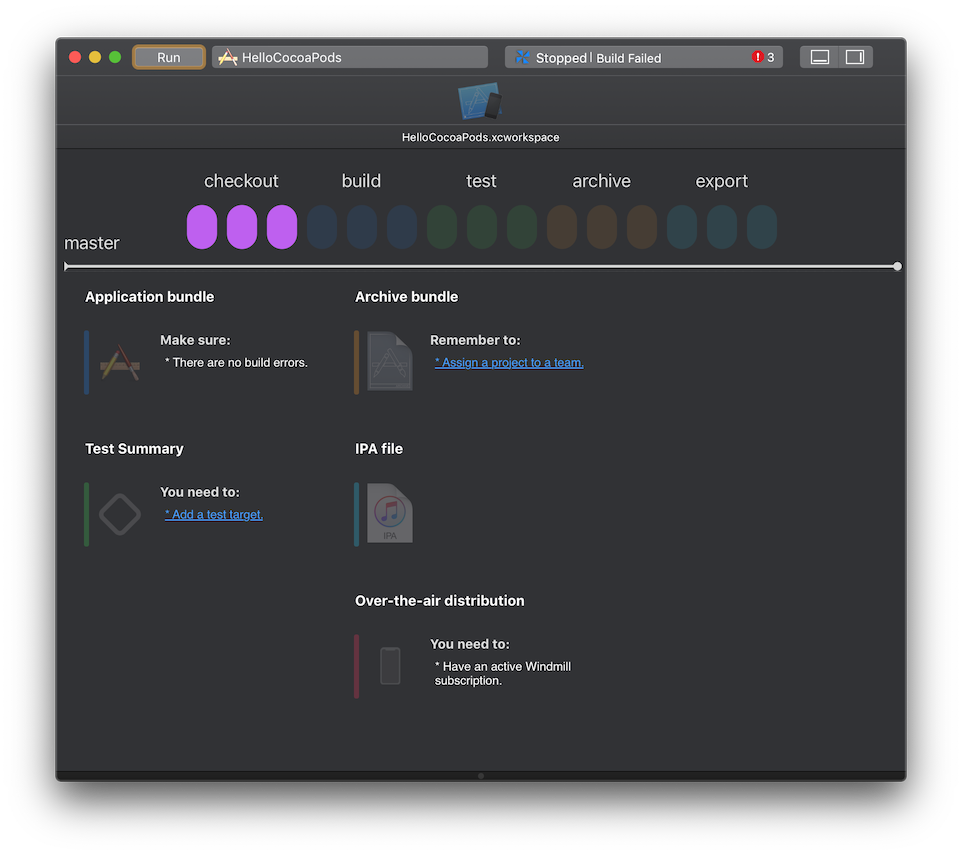 Run
HelloCocoaPods
Stopped | Build Failed
3
HelloCocoaPods.xcworkspace
checkout
build
test
archive
export
master
Application bundle
Make sure:
* There are no build errors.
Archive bundle
Remember to:
* Assign a project to a team.
Test Summary
You need to:
* Add a test target.
IPA file
IPA
Over-the-air distribution
You need to:
* Have an active Windmill
subscription.